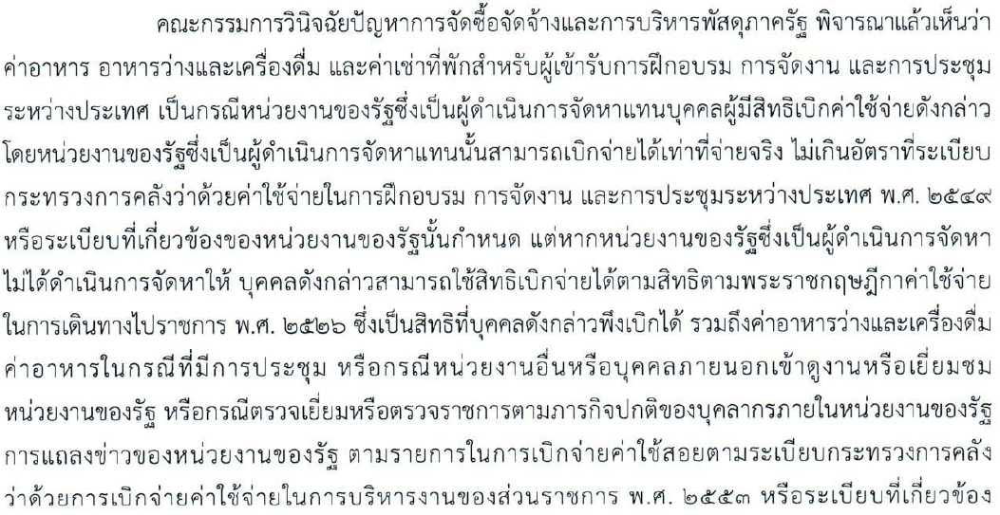 คณะกรรมการวินิจฉัยปัญหาการจัดซื้อจัดจ้างและการบริหารพัสดุภาครัฐ พิจารณาแล้วเห็นว่า
ค่าอาหาร อาหารว่างและเครื่องดื่ม และค่าเช่าที่พักสำหรับผู้เข้ารับการฝึกอบรม การจัดงาน และการประชุม
ระหว่างประเทศ เป็นกรณีหน่วยงานของรัฐซึ่งเป็นผู้ดำเนินการจัดหาแทนบุคคลผู้มีสิทธิเบิกค่าใช้จ่ายดังกล่าว
โดยหน่วยงานของรัฐซึ่งเป็นผู้ดำเนินการจัดหาแทนนั้นสามารถเบิกจ่ายได้เท่าที่จ่ายจริง ไม่เกินอัตราที่ระเบียบ
กระทรวงการคลังว่าด้วยค่าใช้จ่ายในการฝึกอบรม การจัดงาน และการประชุมระหว่างประเทศ พ.ศ. ๒๕๔๙
หรือระเบียบที่เกี่ยวข้องของหน่วยงานของรัฐนั้นกำหนด แต่หากหน่วยงานของรัฐซึ่งเป็นผู้ดำเนินการจัดหา
ไม่ได้ดำเนินการจัดหาให้ บุคคลดังกล่าวสามารถใช้สิทธิเบิกจ่ายได้ตามสิทธิตามพระราชกฤษฎีกาค่าใช้จ่าย
ในการเดินทางไปราชการ พ.ศ. ๒๕๒๖ ซึ่งเป็นสิทธิที่บุคคลดังกล่าวพึงเบิกได้ รวมถึงค่าอาหารว่างและเครื่องดื่ม
ค่าอาหารในกรณีที่มีการประชุม หรือกรณีหน่วยงานอื่นหรือบุคคลภายนอกเข้าดูงานหรือเยี่ยมชม
หน่วยงานของรัฐ หรือกรณีตรวจเยี่ยมหรือตรวจราชการตามภารกิจปกติของบุคลากรภายในหน่วยงานของรัฐ
การแถลงข่าวของหน่วยงานของรัฐ ตามรายการในการเบิกจ่ายค่าใช้สอยตามระเบียบกระทรวงการคลัง
ว่าด้วยการเบิกจ่ายค่าใช้จ่ายในการบริหารงานของส่วนราชการ พ.ศ. ๒๕๕๓ หรือระเบียบที่เกี่ยวข้อง